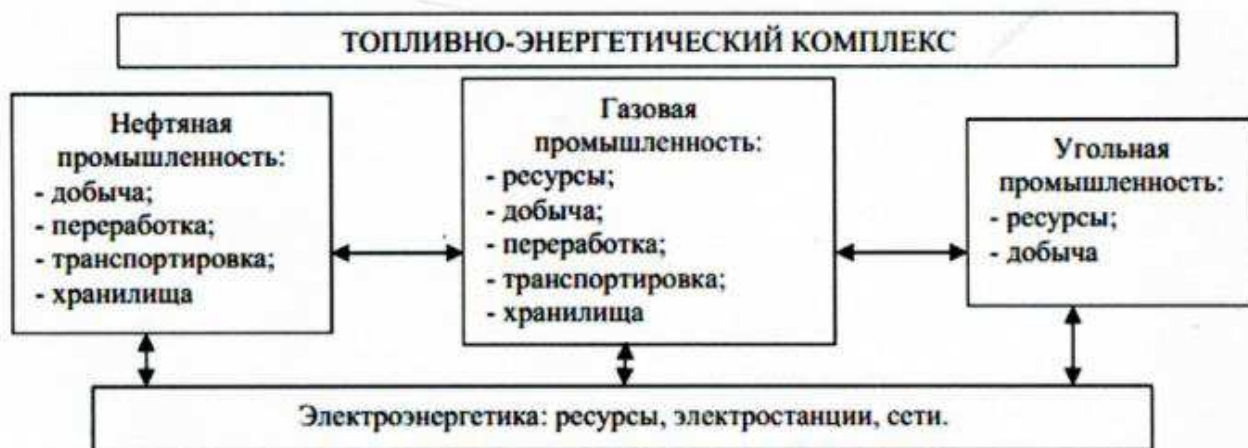 ТОПЛИВНО-ЭНЕРГЕТИЧЕСКИЙ КОМПЛЕКС
Нефтяная
промышленность:
- добыча;
- переработка;
- транспортировка;
- хранилища
Газовая
промышленность:
- ресурсы;
- добыча;
- переработка;
- транспортировка;
- хранилища
Угольная
промышленность:
- ресурсы;
- добыча
Электроэнергетика: ресурсы, электростанции, сети.